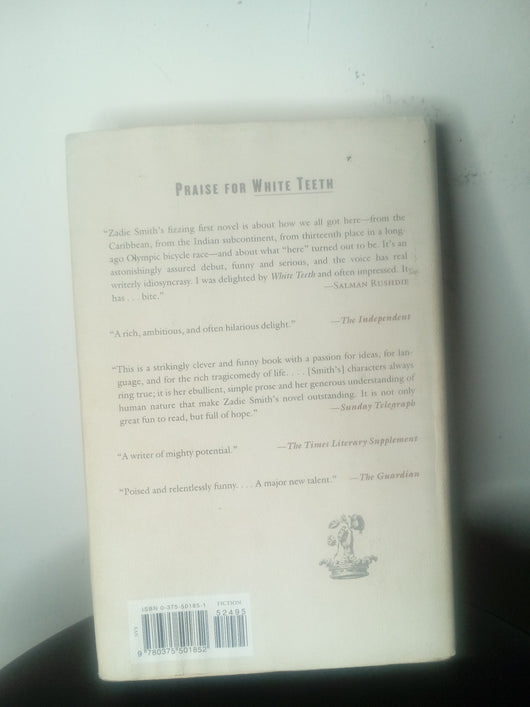 PRAISE FOR WHITE TEETH
“Zadie Smith’s fizzing first novel is about how we all got here—from the
Caribbean, from the Indian subcontinent, from thirteenth place in a long-
ago Olympic bicycle race—and about what “here” turned out to be. It’s an
astonishingly assured debut, funny and serious, and the voice has real
writerly idiosyncrasy. I was delighted by White Teeth and often impressed. It
has . . . bite.” —SALMAN RUSHDIE
“A rich, ambitious, and often hilarious delight.” —The Independent
“This is a strikingly clever and funny book with a passion for ideas, for lan-
guage, and for the rich tragicomedy of life. . . . [Smith’s] characters always
ring true; it is her ebullient, simple prose and her generous understanding of
human nature that make Zadie Smith’s novel outstanding. It is not only
great fun to read, but full of hope.” —Sunday Telegraph
“A writer of mighty potential.” —The Times Literary Supplement
“Poised and relentlessly funny. . . . A major new talent.” —The Guardian
ISBN 0-375-50185-1 FICTION
52495
9 780375 501852